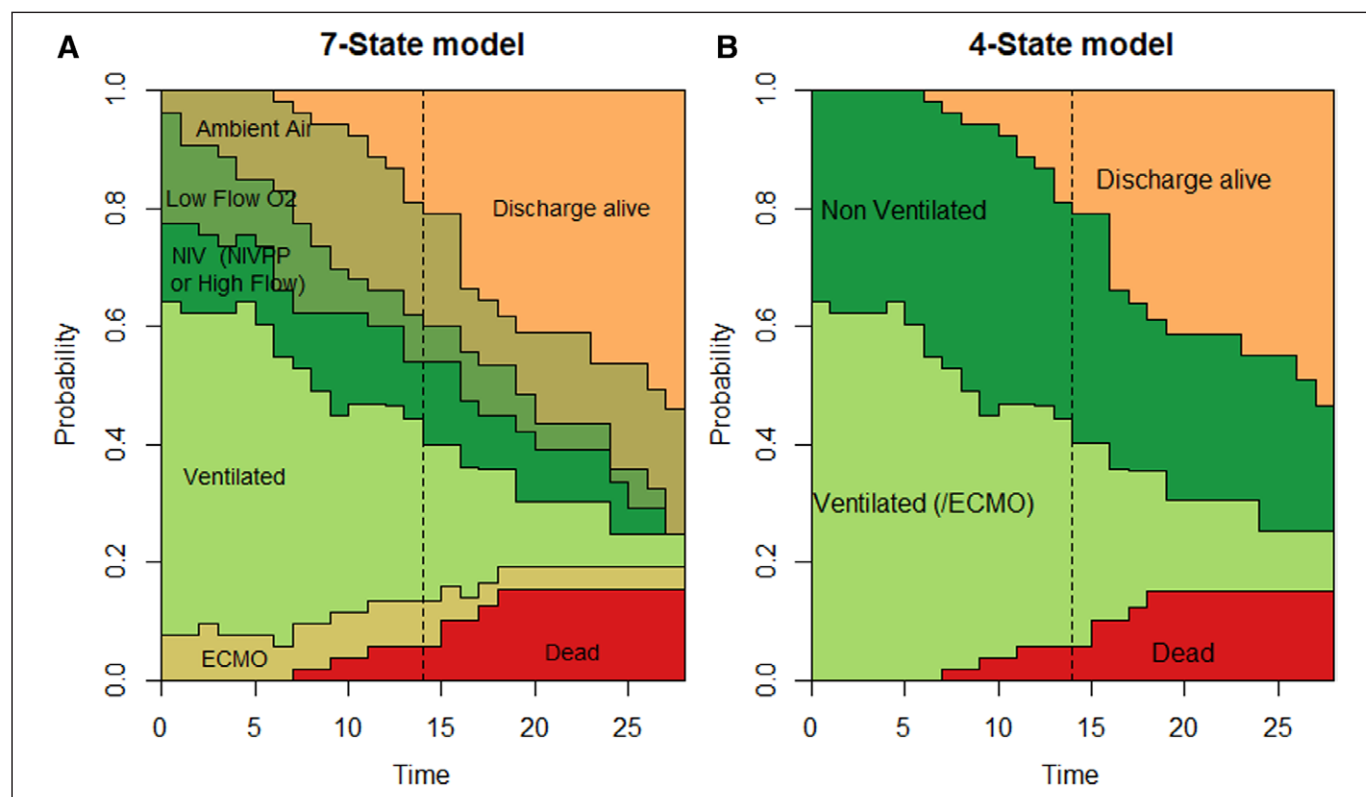 A
7-State model
Probability
1.0
0.8
0.6
0.4
0.2
0.0
Ambient Air
Low Flow O2
NIV (NIVPP
or High Flow)
Ventilated
ECMO
Discharge alive
Dead
0 5 10 15 20 25
Time
B
4-State model
Probability
1.0
0.8
0.6
0.4
0.2
0.0
Non Ventilated
Discharge alive
Ventilated (/ECMO)
Dead
0 5 10 15 20 25
Time